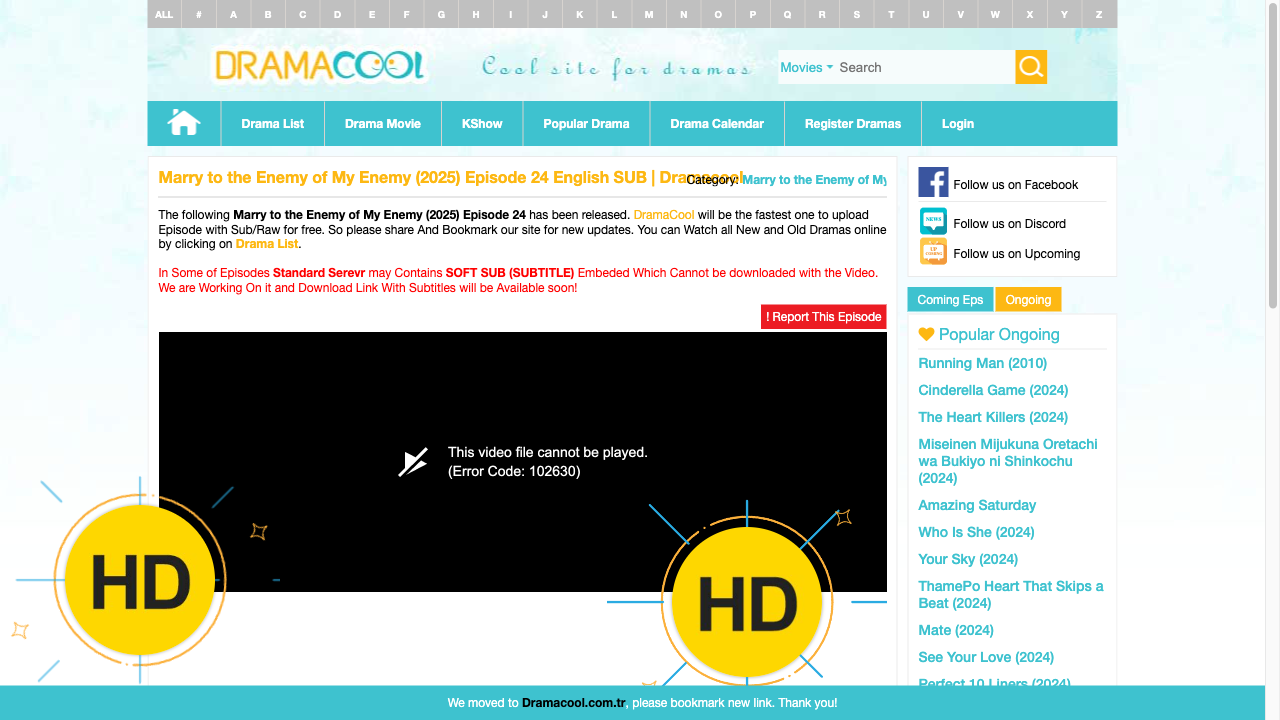 ALL # A B C D E F G H I J K L M N O P Q R S T U V W X Y Z
DRAMACOOL
Cool site for dramas
Movies Search
Drama List Drama Movie KShow Popular Drama Drama Calendar Register Dramas Login
Marry to the Enemy of My Enemy (2025) Episode 24 English SUB | Dramacool
Category: Marry to the Enemy of My
The following Marry to the Enemy of My Enemy (2025) Episode 24 has been released. DramaCool will be the fastest one to upload
Episode with Sub/Raw for free. So please share And Bookmark our site for new updates. You can Watch all New and Old Dramas online
by clicking on Drama List.
In Some of Episodes Standard Serevr may Contains SOFT SUB (SUBTITLE) Embeded Which Cannot be downloaded with the Video.
We are Working On it and Download Link With Subtitles will be Available soon!
! Report This Episode
This video file cannot be played.
(Error Code: 102630)
HD
HD
Follow us on Facebook
NEWS
Follow us on Discord
Follow us on Upcoming
Coming Eps Ongoing
Popular Ongoing
Running Man (2010)
Cinderella Game (2024)
The Heart Killers (2024)
Miseinen Mijukuna Oretachi
wa Bukiyo ni Shinkochu
(2024)
Amazing Saturday
Who Is She (2024)
Your Sky (2024)
ThamePo Heart That Skips a
Beat (2024)
Mate (2024)
See Your Love (2024)
Perfect 10 Liners (2024)
We moved to Dramacool.com.tr, please bookmark new link. Thank you!